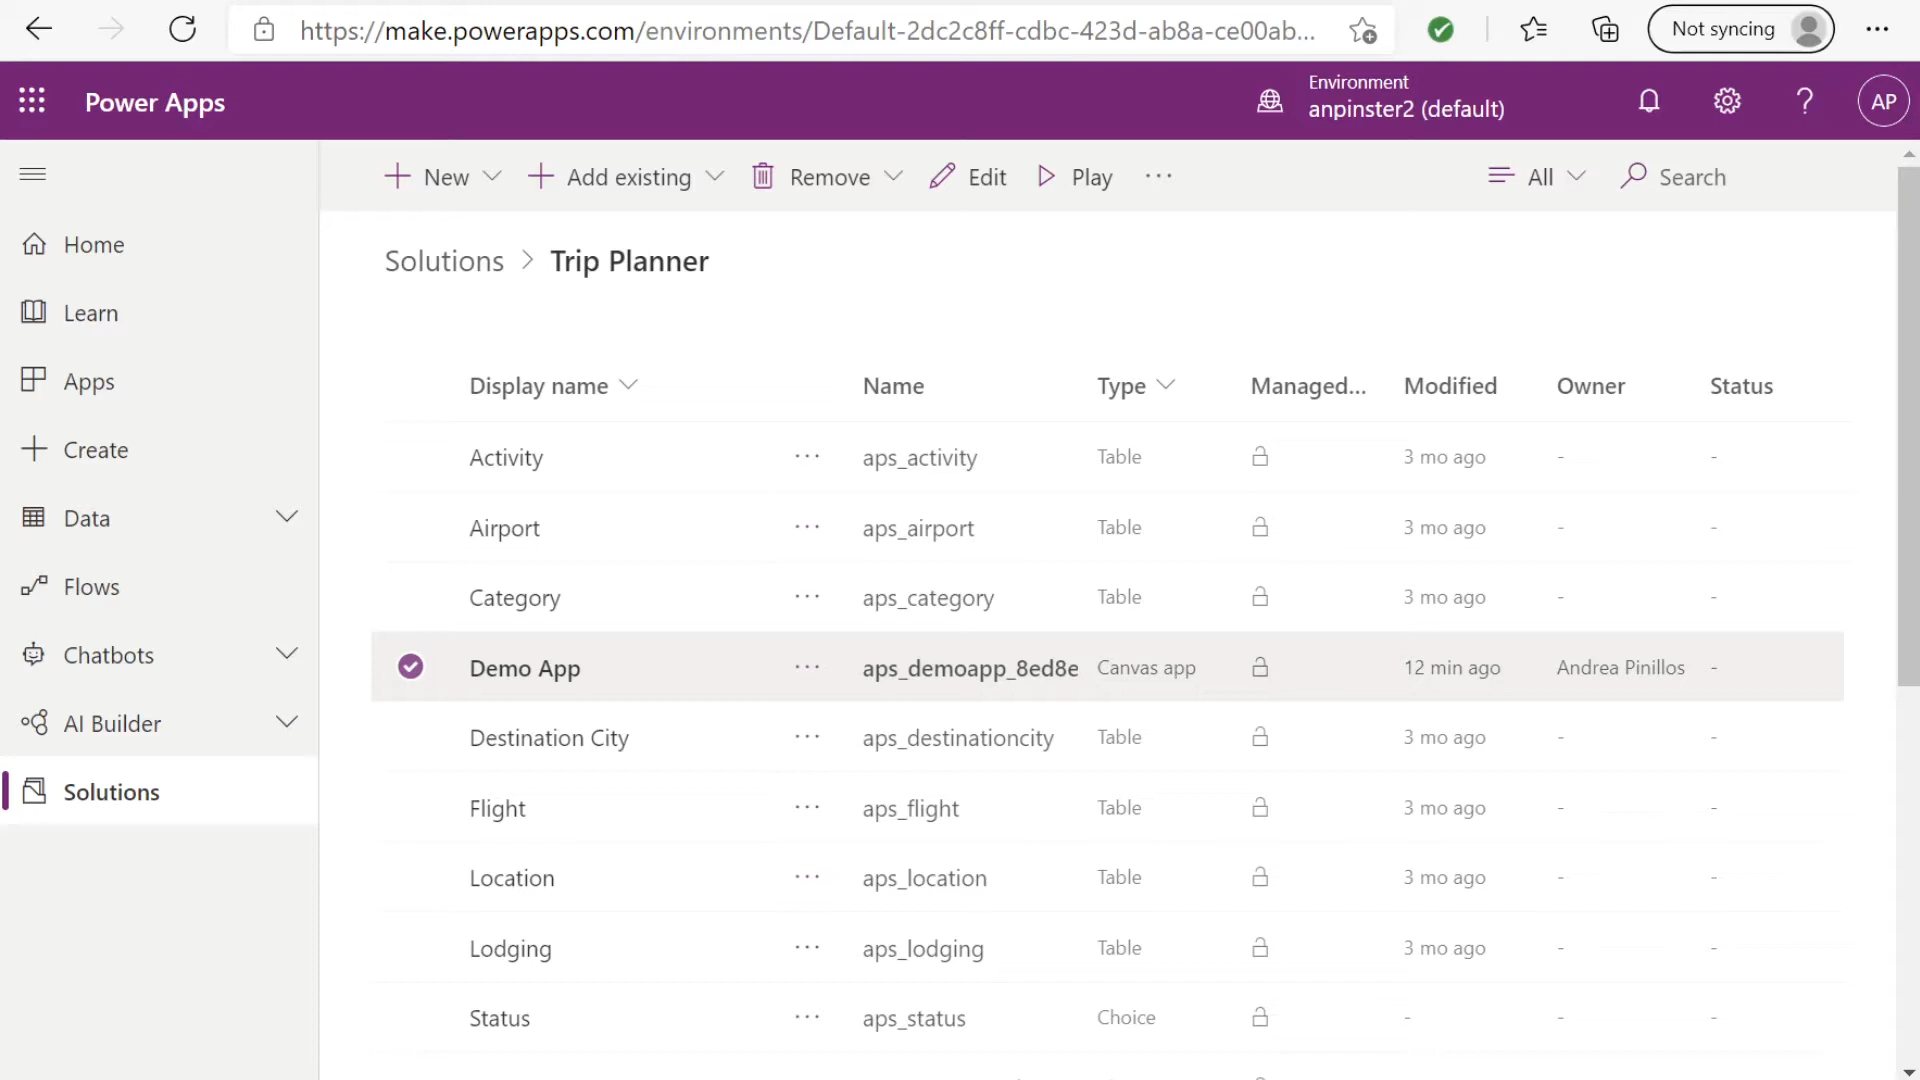 https://make.powerapps.com/environments/Default-2dc2c8ff-cdbc-423d-ab8a-ce00ab...
Not syncing
Power Apps
Environment
anpinster2 (default)
AP
New
Add existing
Remove
Edit
Play
All
Search
Home
Learn
Apps
Create
Data
Flows
Chatbots
AI Builder
Solutions
Solutions > Trip Planner
Display name Name Type Managed... Modified Owner Status
Activity ... aps_activity Table 3 mo ago - -
Airport ... aps_airport Table 3 mo ago - -
Category ... aps_category Table 3 mo ago - -
Demo App ... aps_demoapp_8ed8e Canvas app 12 min ago Andrea Pinillos -
Destination City ... aps_destinationcity Table 3 mo ago - -
Flight ... aps_flight Table 3 mo ago - -
Location ... aps_location Table 3 mo ago - -
Lodging ... aps_lodging Table 3 mo ago - -
Status ... aps_status Choice - - -